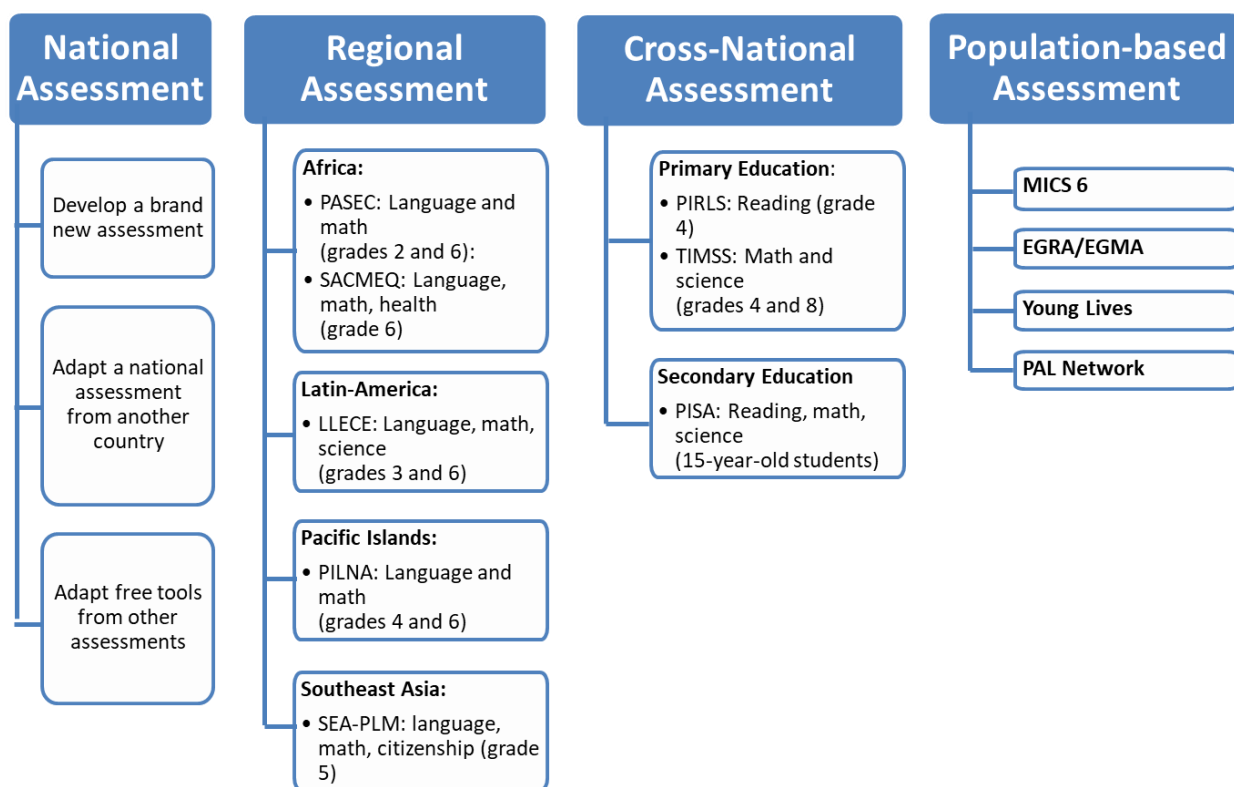 National
Assessment
Develop a brand
new assessment
Adapt a national
assessment
from another
country
Adapt free tools
from other
assessments
Regional
Assessment
Africa:
• PASEC: Language and
math
(grades 2 and 6):
• SACMEQ: Language,
math, health
(grade 6)
Latin-America:
• LLECE: Language, math,
science
(grades 3 and 6)
Pacific Islands:
• PILNA: Language and
math
(grades 4 and 6)
Southeast Asia:
• SEA-PLM: language,
math, citizenship (grade
5)
Cross-National
Assessment
Primary Education:
• PIRLS: Reading (grade
4)
• TIMSS: Math and
science
(grades 4 and 8)
Secondary Education
• PISA: Reading, math,
science
(15-year-old students)
Population-based
Assessment
MICS 6
EGRA/EGMA
Young Lives
PAL Network